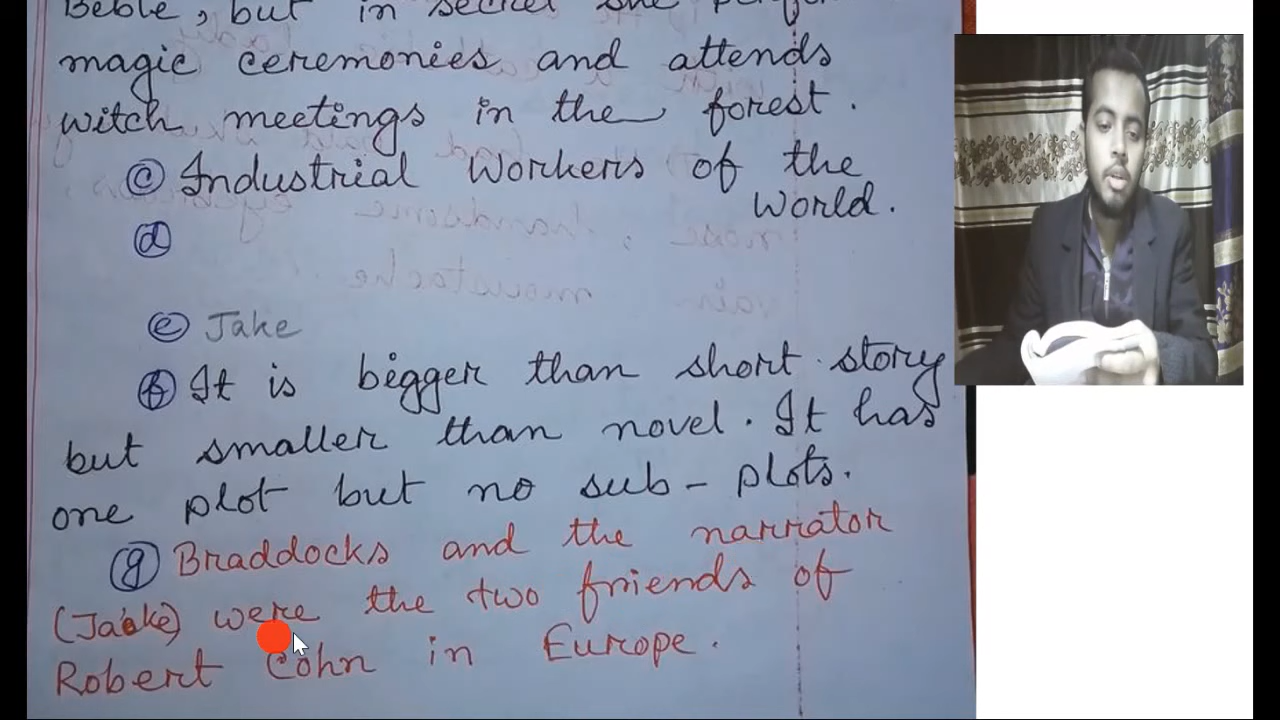 Beble, but in secret she
magic ceremonies and attends
witch meetings in the forest.
(c) Industrial Workers of the
World.
(d)
(e) Jake
(f) It is bigger than short story
but smaller than novel. It has
one plot but no sub-plots.
(g) Braddocks and the narrator
(Jake) were the two friends of
Robert Cohn in Europe.